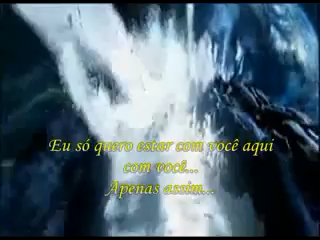 Eu só quero estar com você aqui
com você...
Apenas assim...